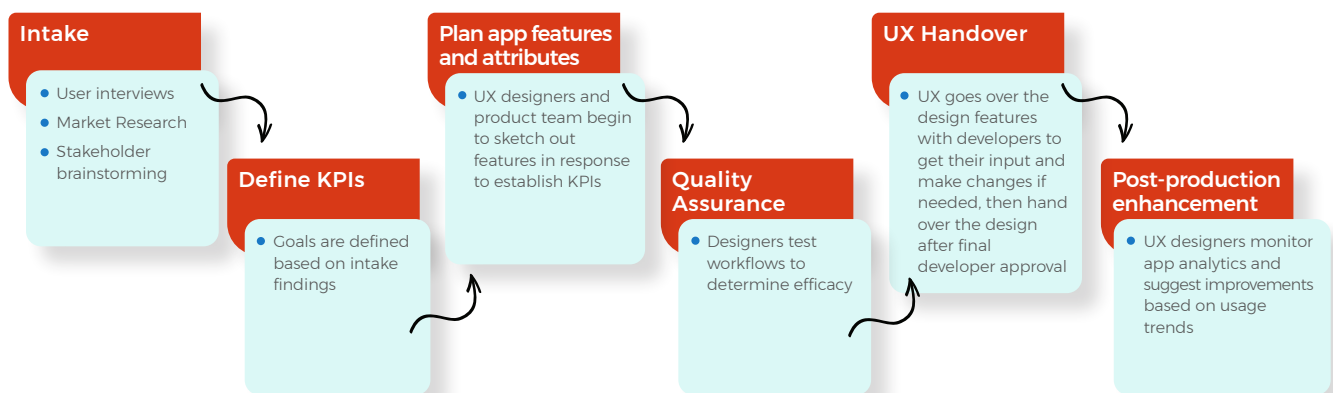 Intake
• User interviews
• Market Research
• Stakeholder
brainstorming
Define KPIs
• Goals are defined
based on intake
findings
Plan app features
and attributes
• UX designers and
product team begin
to sketch out
features in response
to establish KPIs
Quality
Assurance
• Designers test
workflows to
determine efficacy
UX Handover
• UX goes over the
design features
with developers to
get their input and
make changes if
needed, then hand
over the design
after final
developer approval
Post-production
enhancement
• UX designers monitor
app analytics and
suggest improvements
based on usage
trends